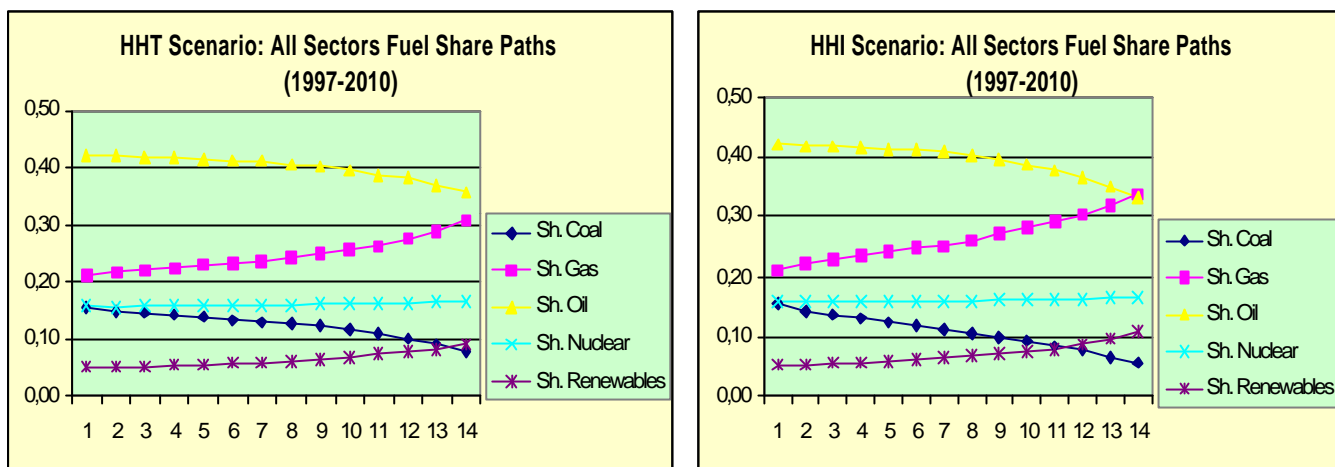 HHT Scenario: All Sectors Fuel Share Paths
(1997-2010)
0,50
0,40
0,30
0,20
0,10
0,00
1 2 3 4 5 6 7 8 9 10 11 12 13 14
Sh. Coal
Sh. Gas
Sh. Oil
Sh. Nuclear
Sh. Renewables
HHI Scenario: All Sectors Fuel Share Paths
(1997-2010)
0,50
0,40
0,30
0,20
0,10
0,00
1 2 3 4 5 6 7 8 9 10 11 12 13 14
Sh. Coal
Sh. Gas
Sh. Oil
Sh. Nuclear
Sh. Renewables